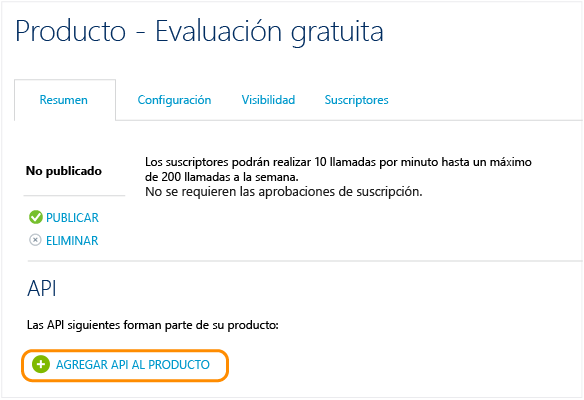 Producto - Evaluación gratuita
Resumen
Configuración
Visibilidad
Suscriptores
No publicado
Los suscriptores podrán realizar 10 llamadas por minuto hasta un máximo
de 200 llamadas a la semana.
No se requieren las aprobaciones de suscripción.
PUBLICAR
ELIMINAR
API
Las API siguientes forman parte de su producto:
AGREGAR API AL PRODUCTO